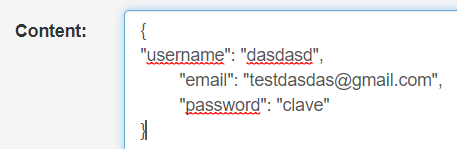 Content:
{
"username": "dasdasd",
"email": "testdasdas@gmail.com",
"password": "clave"
}